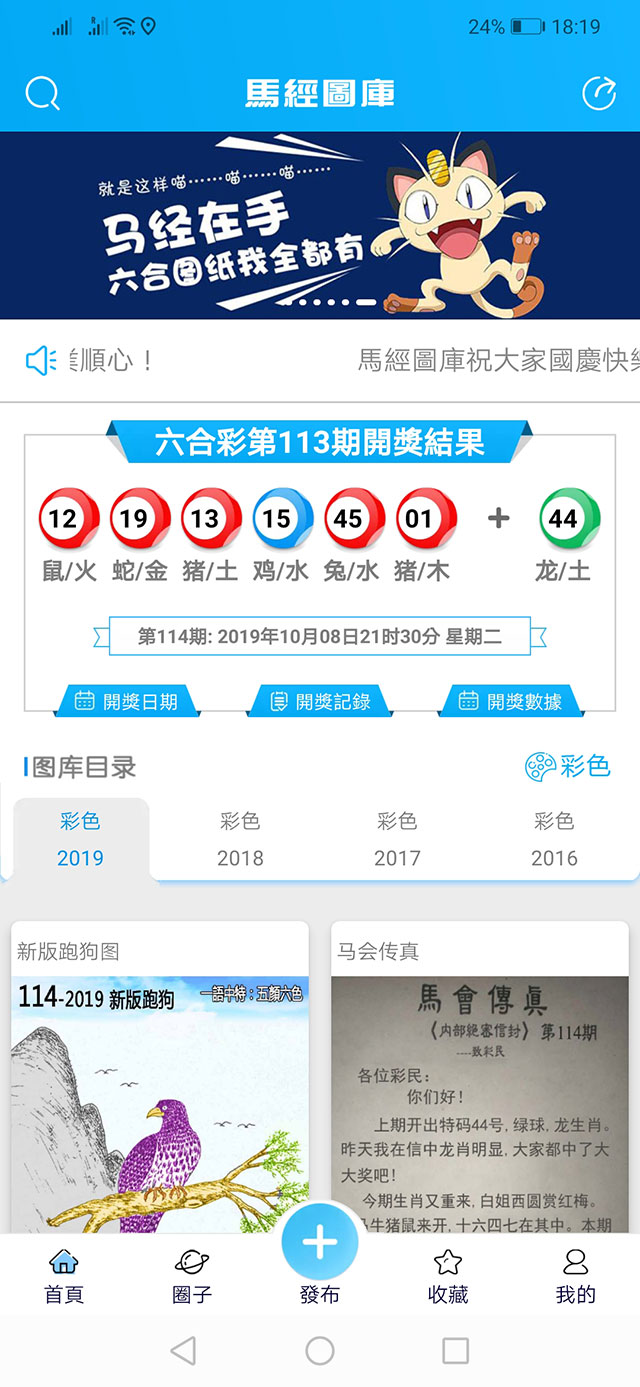 R
24%
18:19
馬經圖庫
就是这样喵……喵……喵……
马经在手
六合图纸我全都有
順心！
馬經圖庫祝大家國慶快樂
六合彩第113期開獎結果
12 19 13 15 45 01 + 44
鼠/火 蛇/金 猪/土 鸡/水 兔/水 猪/木 龙/土
第114期: 2019年10月08日21时30分 星期二
開獎日期 開獎記錄 開獎數據
图库目录
彩色
彩色 彩色 彩色 彩色
2019 2018 2017 2016
新版跑狗图
114-2019 新版跑狗
一語中特：五顏六色
马会传真
馬會傳眞
《内部絕密信封》第114期
----致彩民
各位彩民：
你们好！
上期开出特码44号, 绿球, 龙生肖。
昨天我在信中龙肖明显, 大家都中了大
大奖吧！
今期生肖又重来, 白姐西圆赏红梅。
牛猪鼠来开, 十六四七在其中。本期
首頁 圈子 發布 收藏 我的